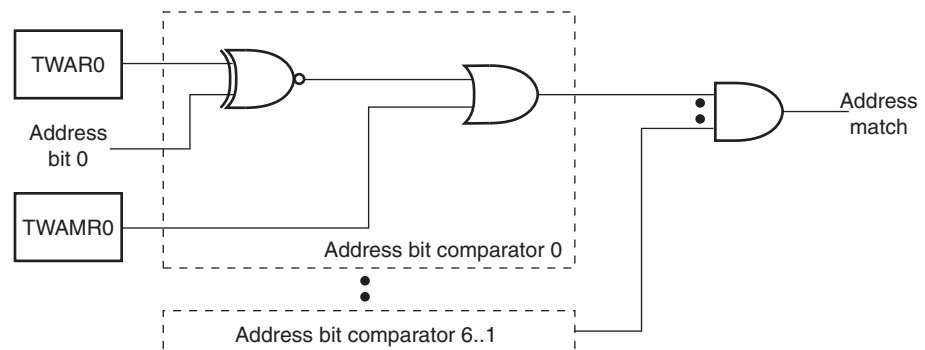 TWAR0
Address
bit 0
TWAMR0
Address bit comparator 0
Address bit comparator 6..1
Address
match